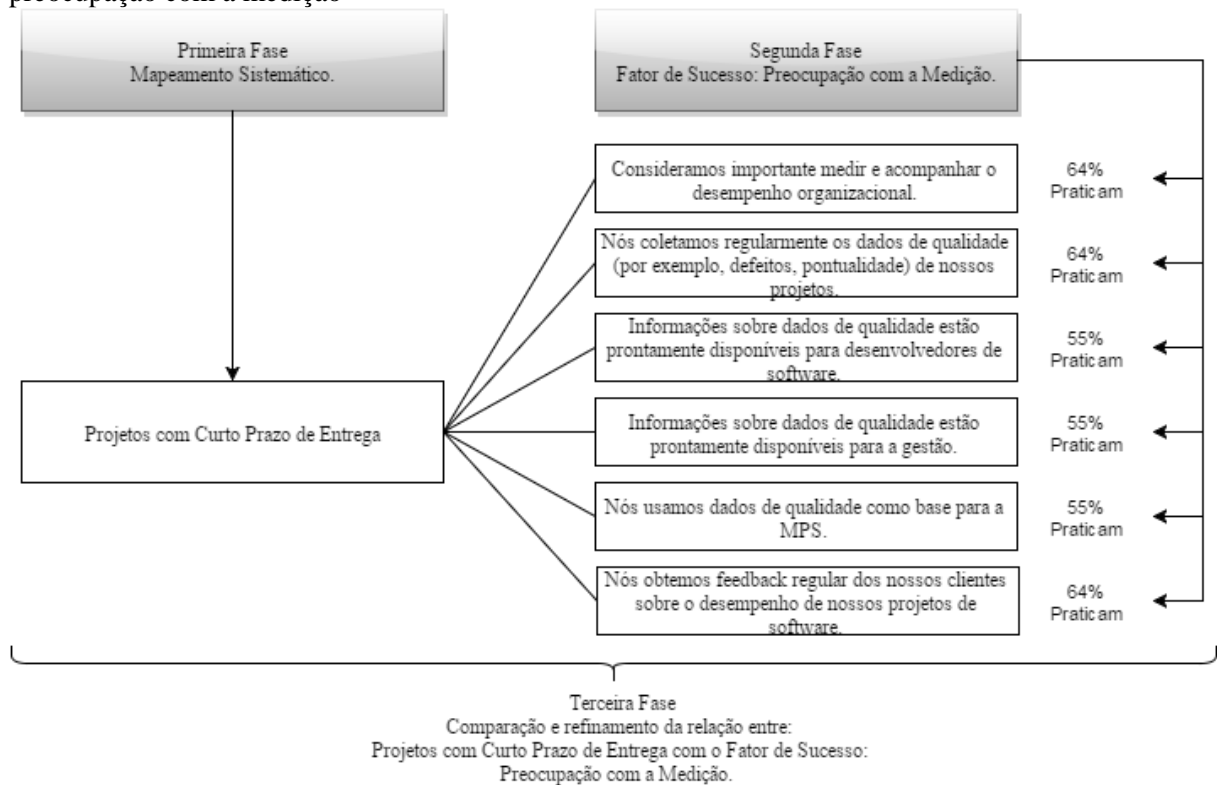 preocupação com a medição
Primeira Fase
Mapeamento Sistemático.
Segunda Fase
Fator de Sucesso: Preocupação com a Medição.
Consideramos importante medir e acompanhar o
desempenho organizacional.
64%
Praticam
Nós coletamos regularmente os dados de qualidade
(por exemplo, defeitos, pontualidade) de nossos
projetos.
64%
Praticam
Informações sobre dados de qualidade estão
prontamente disponíveis para desenvolvedores de
software.
55%
Praticam
Projetos com Curto Prazo de Entrega
Informações sobre dados de qualidade estão
prontamente disponíveis para a gestão.
55%
Praticam
Nós usamos dados de qualidade como base para a
MPS.
55%
Praticam
Nós obtemos feedback regular dos nossos clientes
sobre o desempenho de nossos projetos de
software.
64%
Praticam
Terceira Fase
Comparação e refinamento da relação entre:
Projetos com Curto Prazo de Entrega com o Fator de Sucesso:
Preocupação com a Medição.